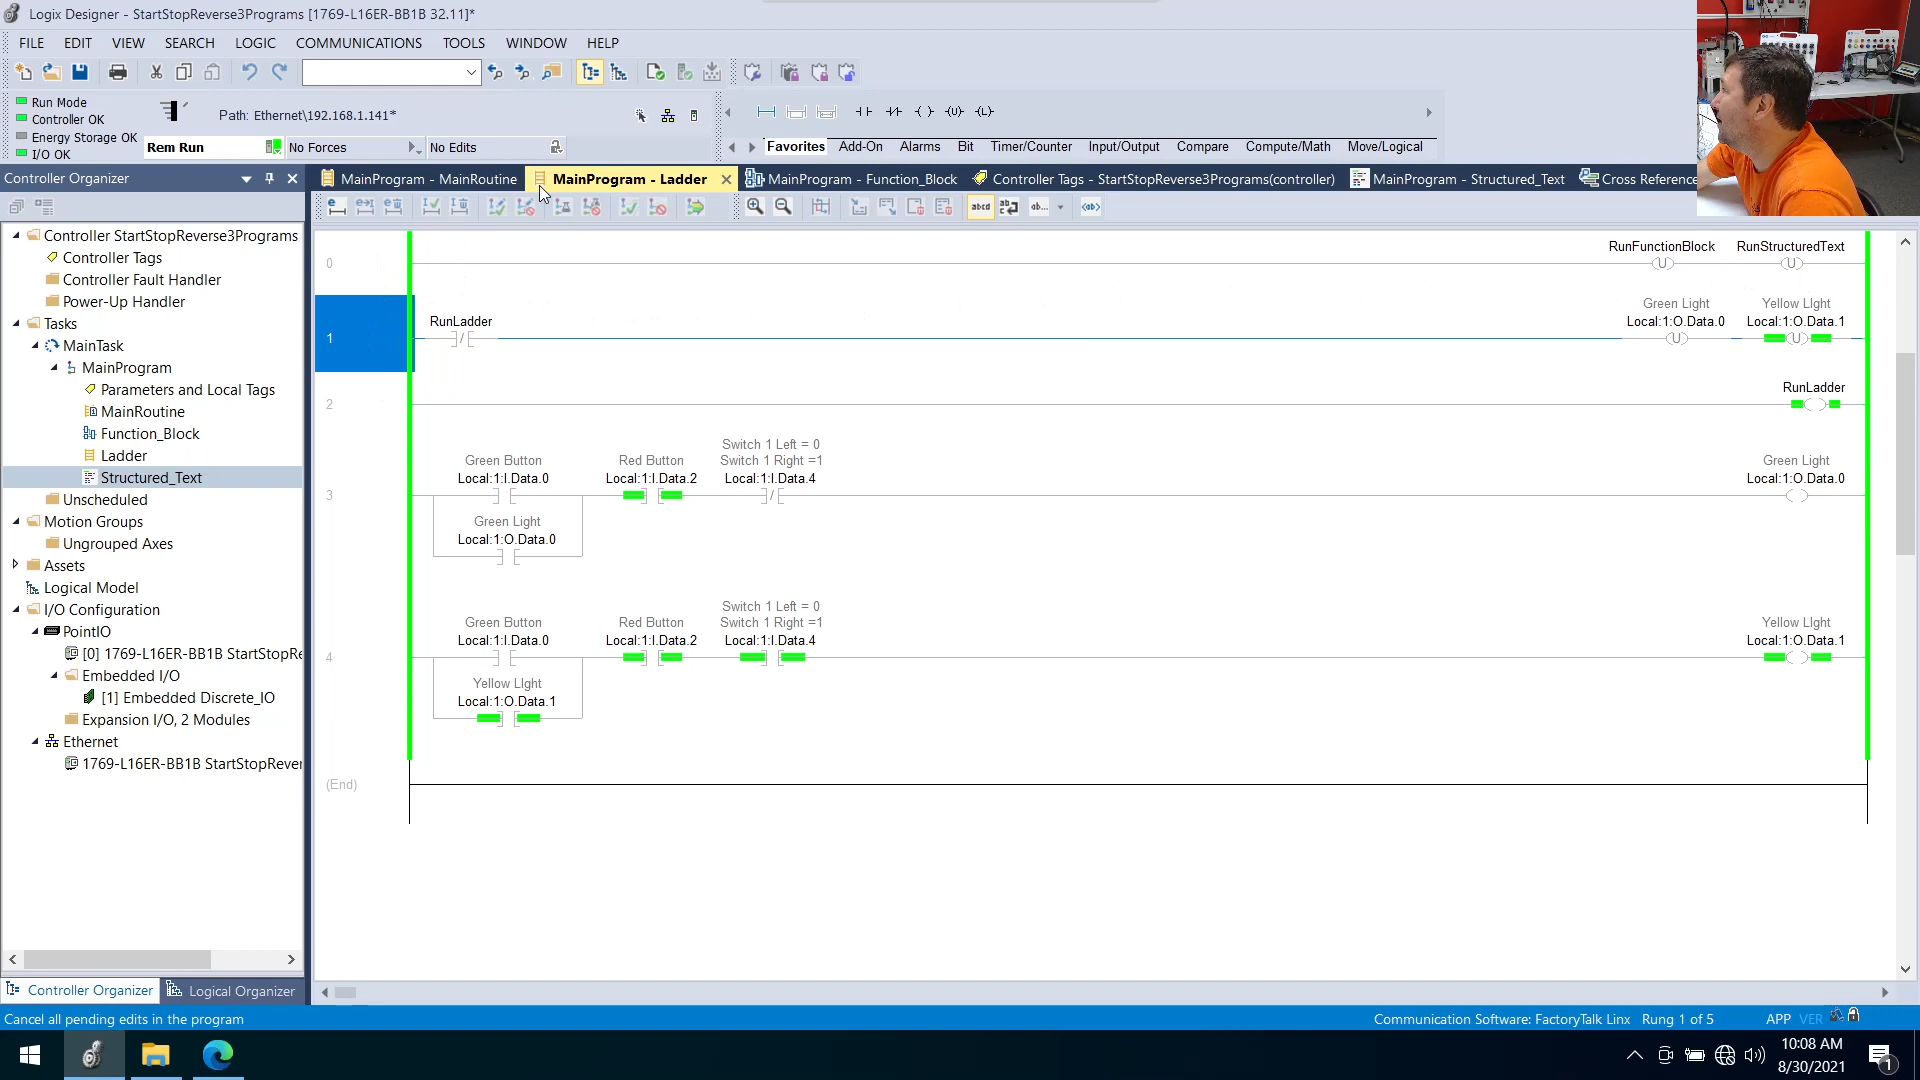 Logix Designer - StartStopReverse3Programs [1769-L16ER-BB1B 32.11]*
FILE EDIT VIEW SEARCH LOGIC COMMUNICATIONS TOOLS WINDOW HELP
Run Mode
Controller OK
Energy Storage OK
I/O OK
Path: Ethernet\192.168.1.141*
Rem Run
No Forces
No Edits
Favorites Add-On Alarms Bit Timer/Counter Input/Output Compare Compute/Math Move/Logical
Controller Organizer
MainProgram - MainRoutine
MainProgram - Ladder
MainProgram - Function_Block
Controller Tags - StartStopReverse3Programs(controller)
MainProgram - Structured_Text
Cross Reference
Controller StartStopReverse3Programs
Controller Tags
Controller Fault Handler
Power-Up Handler
Tasks
MainTask
MainProgram
Parameters and Local Tags
MainRoutine
Function_Block
Ladder
Structured_Text
Unscheduled
Motion Groups
Ungrouped Axes
Assets
Logical Model
I/O Configuration
PointIO
[0] 1769-L16ER-BB1B StartStopRe
Embedded I/O
[1] Embedded Discrete_IO
Expansion I/O, 2 Modules
Ethernet
1769-L16ER-BB1B StartStopRever
Controller Organizer
Logical Organizer
abcd
ab...
RunFunctionBlock RunStructuredText
0
U U
Green Light Yellow LIght
RunLadder
Local:1:O.Data.0 Local:1:O.Data.1
1
U U
RunLadder
2
Switch 1 Left = 0
Green Button Red Button Switch 1 Right =1 Green Light
Local:1:I.Data.0 Local:1:I.Data.2 Local:1:I.Data.4 Local:1:O.Data.0
3
Green Light
Local:1:O.Data.0
Switch 1 Left = 0
Green Button Red Button Switch 1 Right =1 Yellow LIght
Local:1:I.Data.0 Local:1:I.Data.2 Local:1:I.Data.4 Local:1:O.Data.1
4
Yellow LIght
Local:1:O.Data.1
(End)
Cancel all pending edits in the program
Communication Software: FactoryTalk Linx
Rung 1 of 5
APP VER
10:08 AM
8/30/2021
1